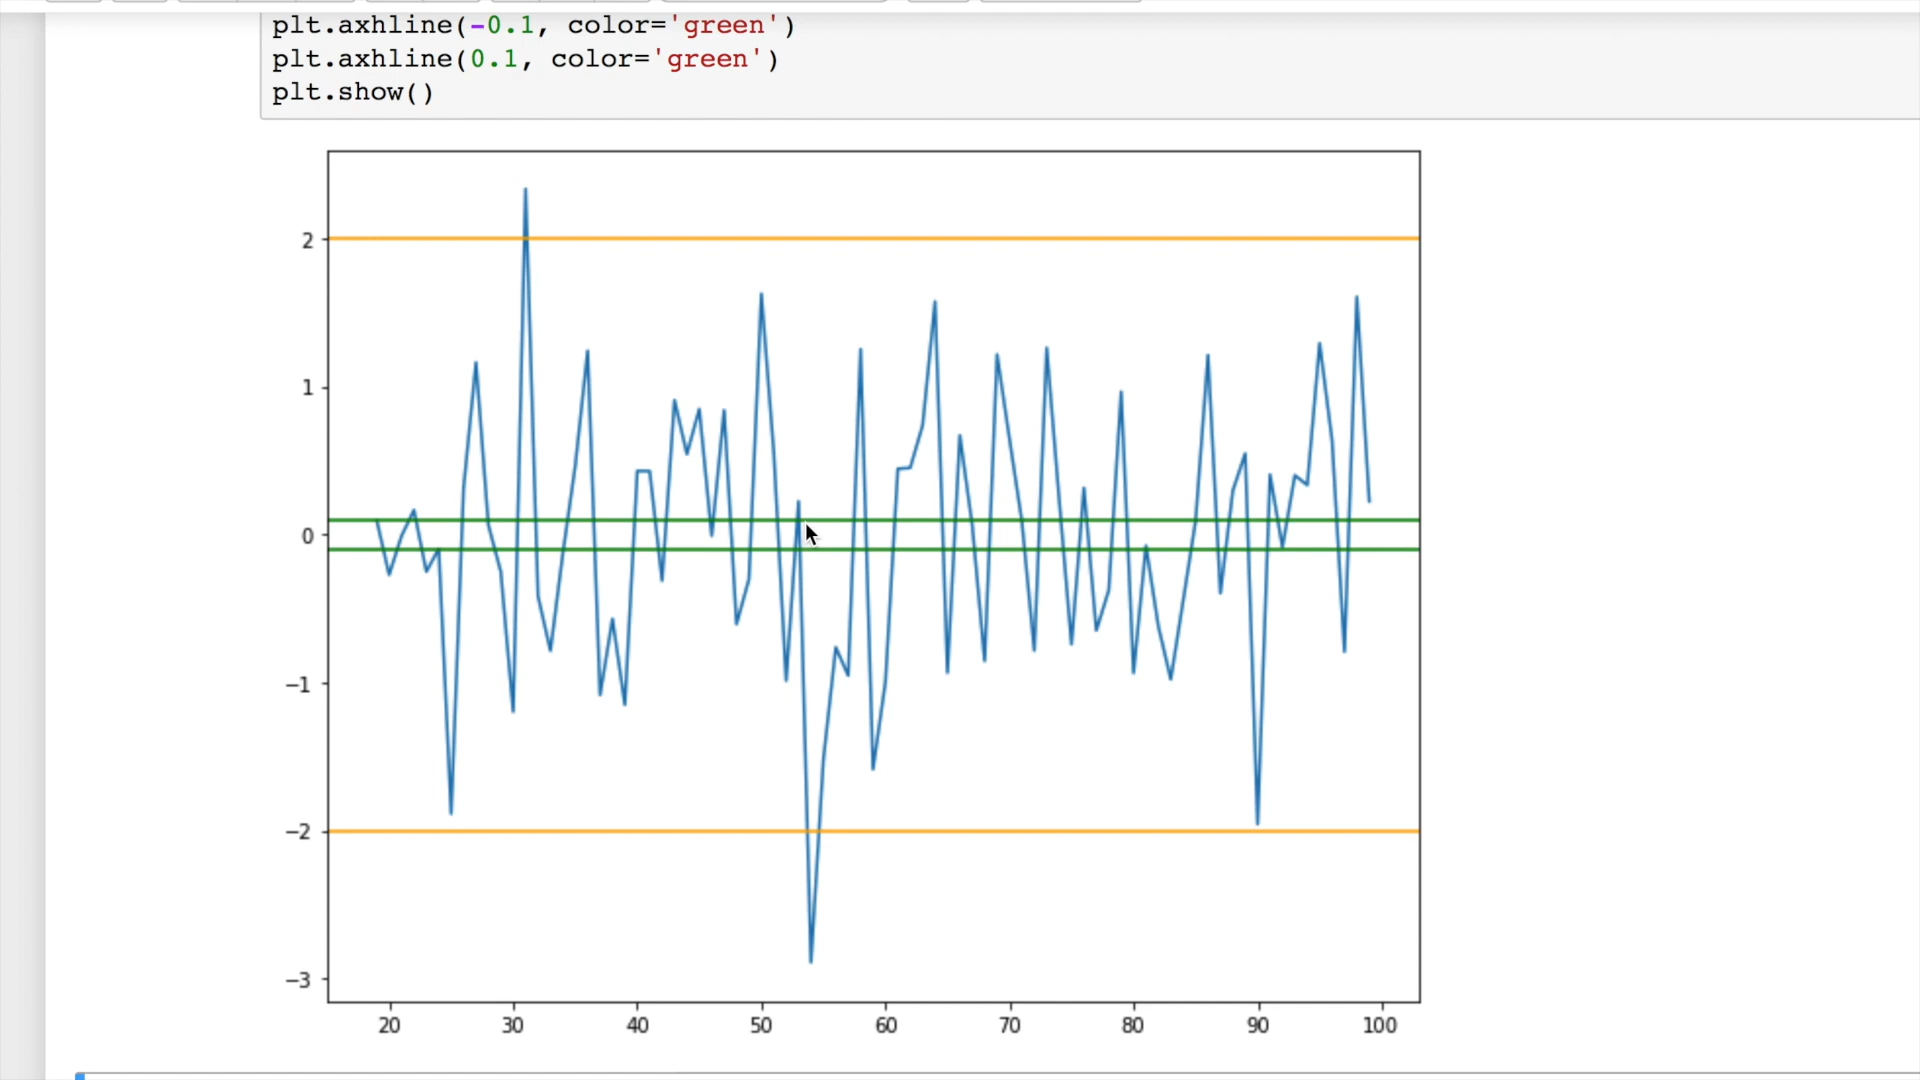 plt.axhline(-0.1, color='green')
plt.axhline(0.1, color='green')
plt.show()
2
1
0
−1
−2
−3
20 30 40 50 60 70 80 90 100